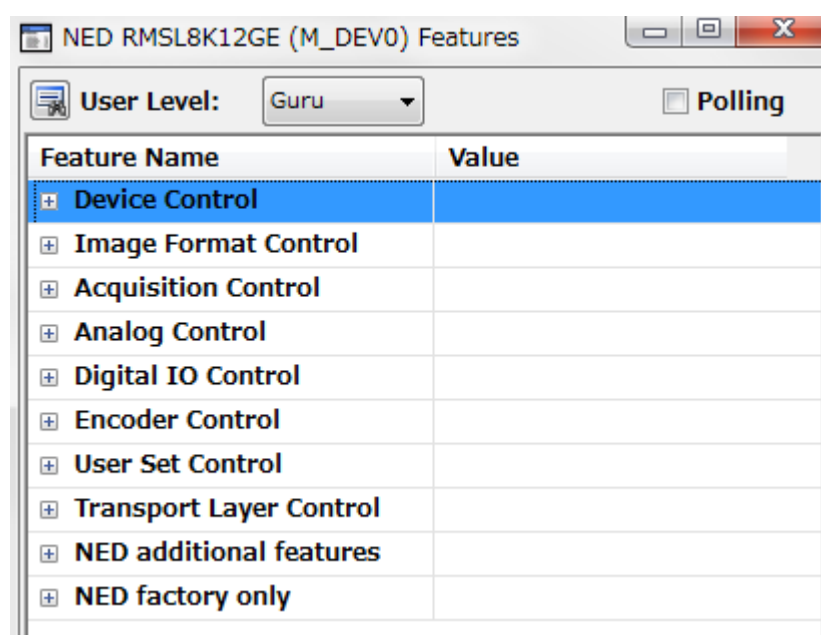 NED RMSL8K12GE (M_DEV0) Features
User Level: Guru Polling
Feature Name Value
Device Control
Image Format Control
Acquisition Control
Analog Control
Digital IO Control
Encoder Control
User Set Control
Transport Layer Control
NED additional features
NED factory only